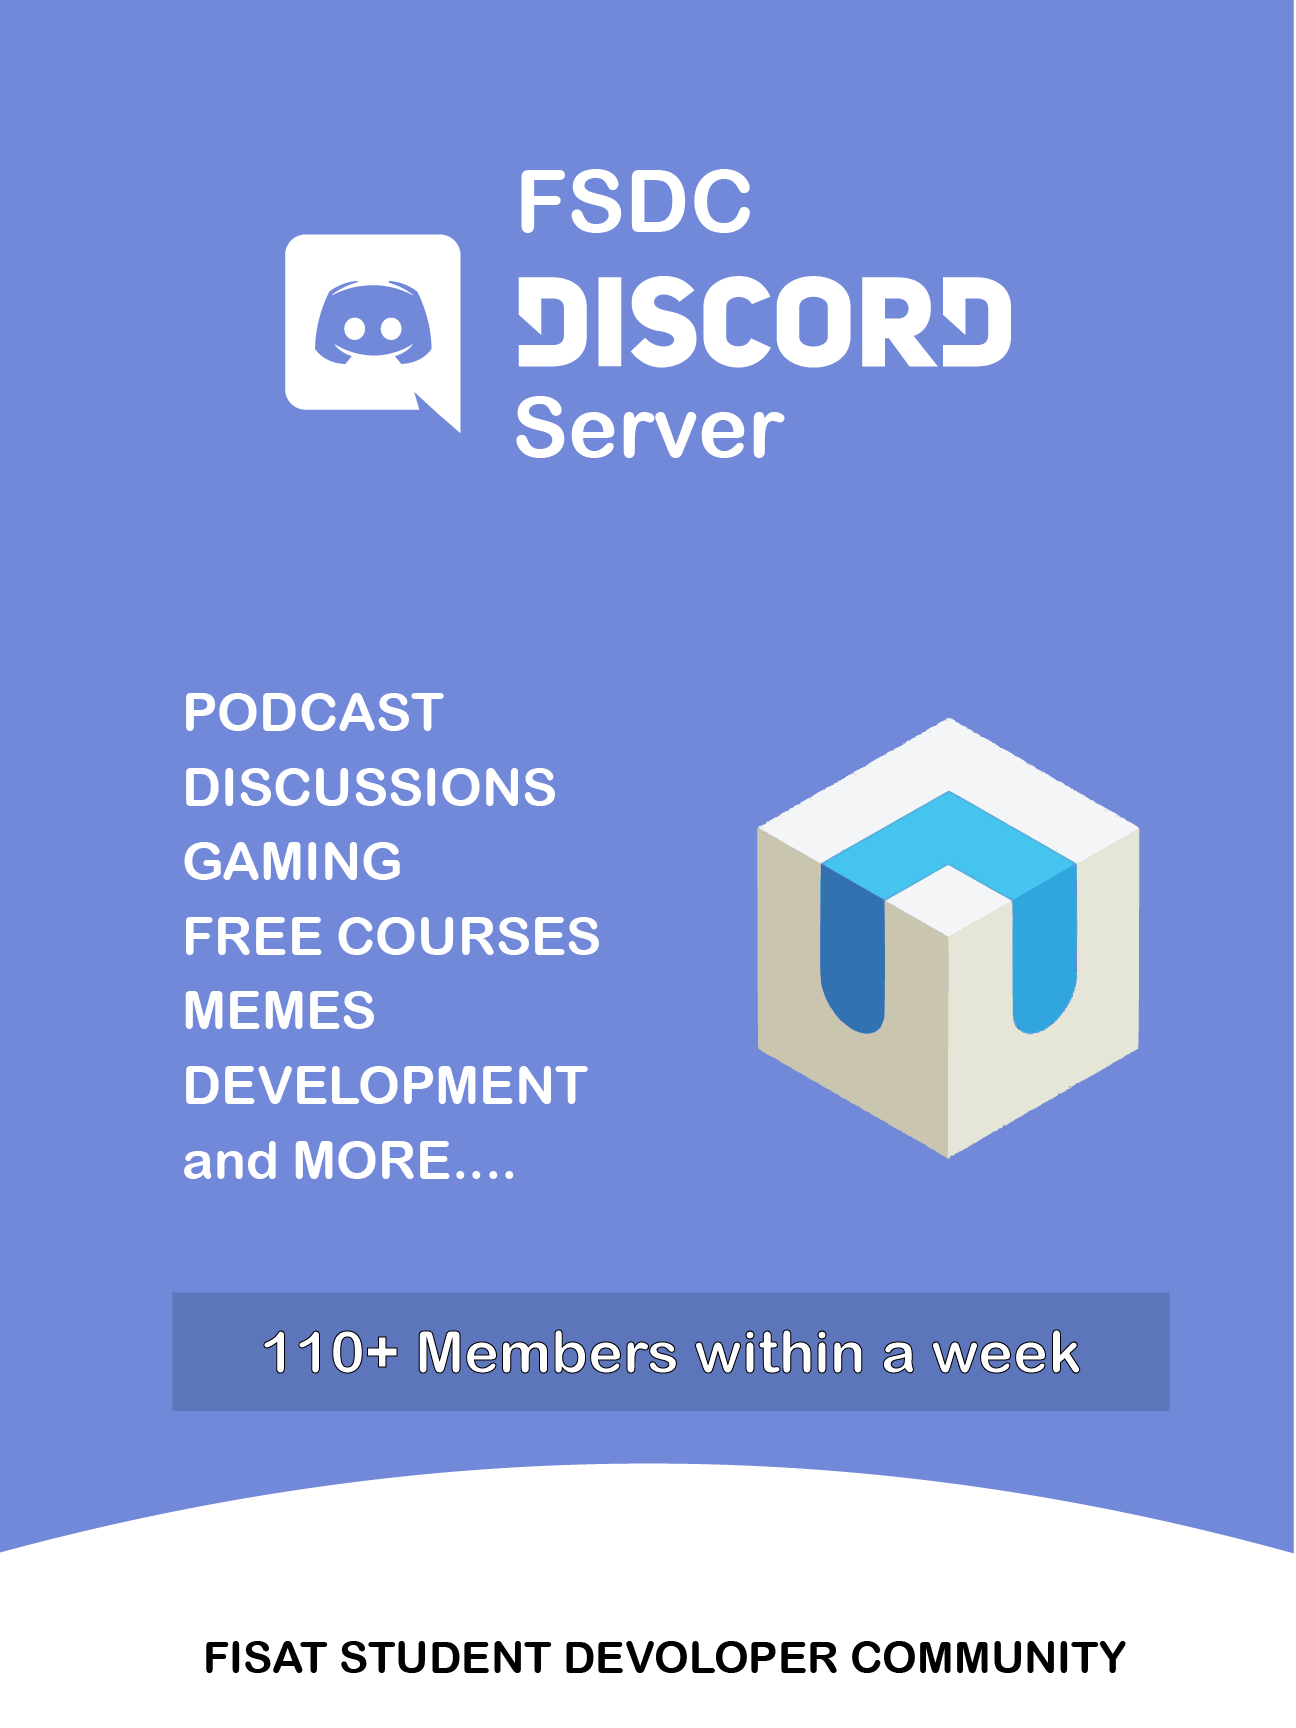 FSDC
DISCORD
Server
PODCAST
DISCUSSIONS
GAMING
FREE COURSES
MEMES
DEVELOPMENT
and MORE....
110+ Members within a week
FISAT STUDENT DEVOLOPER COMMUNITY